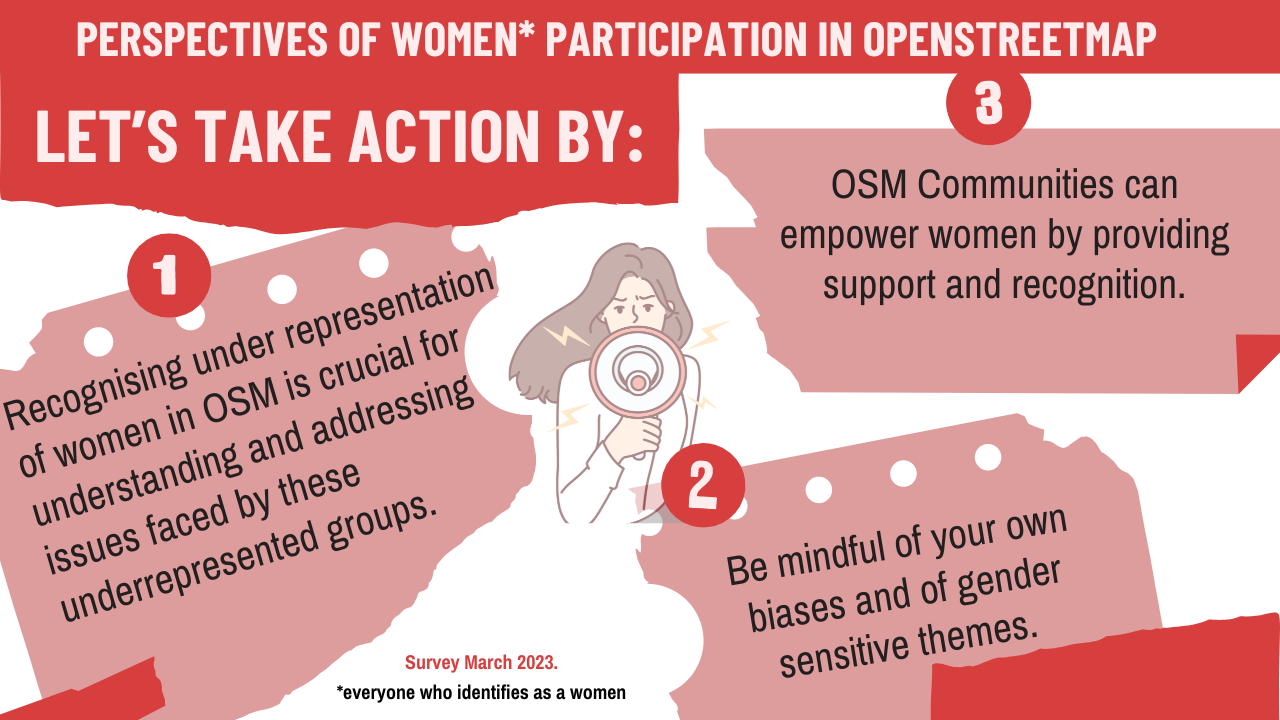 PERSPECTIVES OF WOMEN* PARTICIPATION IN OPENSTREETMAP
LET'S TAKE ACTION BY:
1
Recognising under representation
of women in OSM is crucial for
understanding and addressing
issues faced by these
underrepresented groups.
2
Be mindful of your own
biases and of gender
sensitive themes.
3
OSM Communities can
empower women by providing
support and recognition.
Survey March 2023.
*everyone who identifies as a women